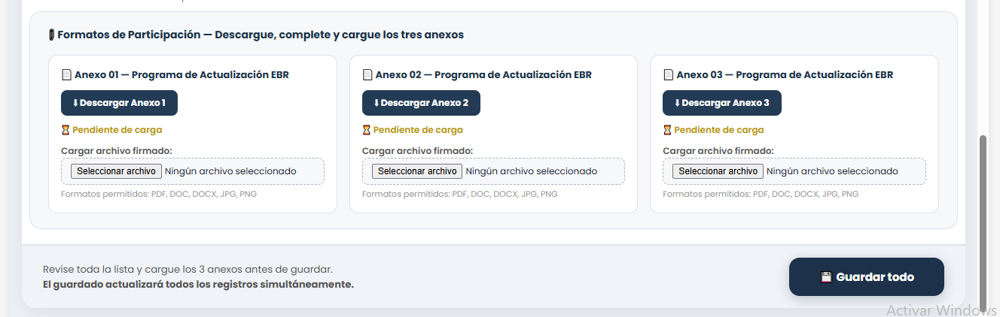 Formatos de Participación — Descargue, complete y cargue los tres anexos
Anexo 01 — Programa de Actualización EBR
Descargar Anexo 1
Pendiente de carga
Cargar archivo firmado:
Seleccionar archivo Ningún archivo seleccionado
Formatos permitidos: PDF, DOC, DOCX, JPG, PNG
Anexo 02 — Programa de Actualización EBR
Descargar Anexo 2
Pendiente de carga
Cargar archivo firmado:
Seleccionar archivo Ningún archivo seleccionado
Formatos permitidos: PDF, DOC, DOCX, JPG, PNG
Anexo 03 — Programa de Actualización EBR
Descargar Anexo 3
Pendiente de carga
Cargar archivo firmado:
Seleccionar archivo Ningún archivo seleccionado
Formatos permitidos: PDF, DOC, DOCX, JPG, PNG
Revise toda la lista y cargue los 3 anexos antes de guardar.
El guardado actualizará todos los registros simultáneamente.
Guardar todo
Activar Windows